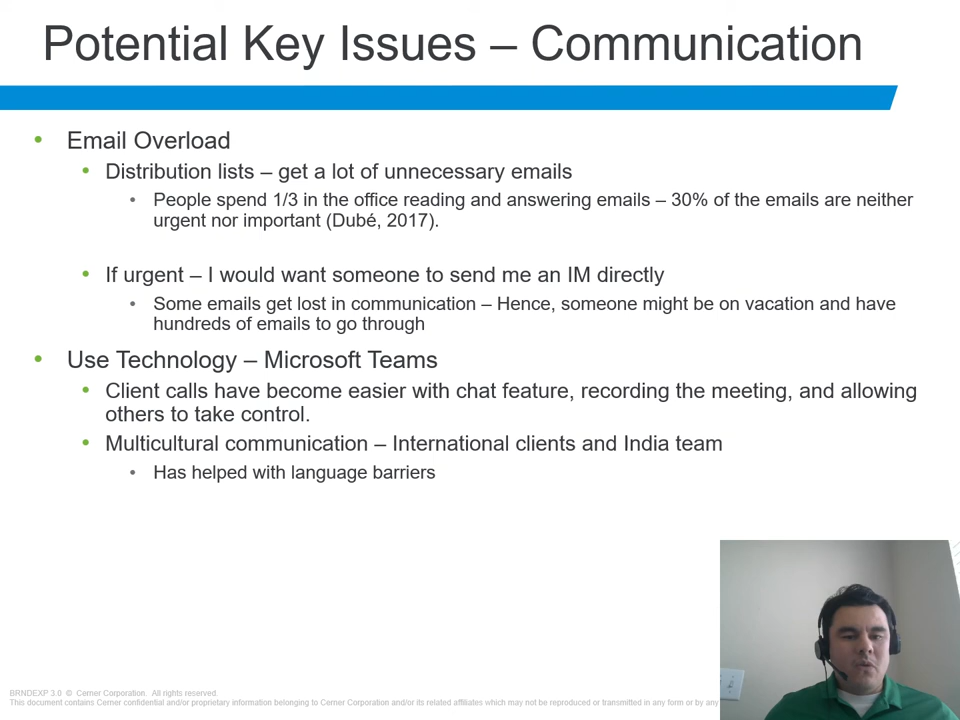 Potential Key Issues – Communication
• Email Overload
• Distribution lists – get a lot of unnecessary emails
• People spend 1/3 in the office reading and answering emails – 30% of the emails are neither
urgent nor important (Dubé, 2017).
• If urgent – I would want someone to send me an IM directly
• Some emails get lost in communication – Hence, someone might be on vacation and have
hundreds of emails to go through
• Use Technology – Microsoft Teams
• Client calls have become easier with chat feature, recording the meeting, and allowing
others to take control.
• Multicultural communication – International clients and India team
• Has helped with language barriers
BRNDEXP 3.0 © Cerner Corporation. All rights reserved.
This document contains Cerner confidential and/or proprietary information belonging to Cerner Corporation and/or its related affiliates which may not be reproduced or transmitted in any form or by any